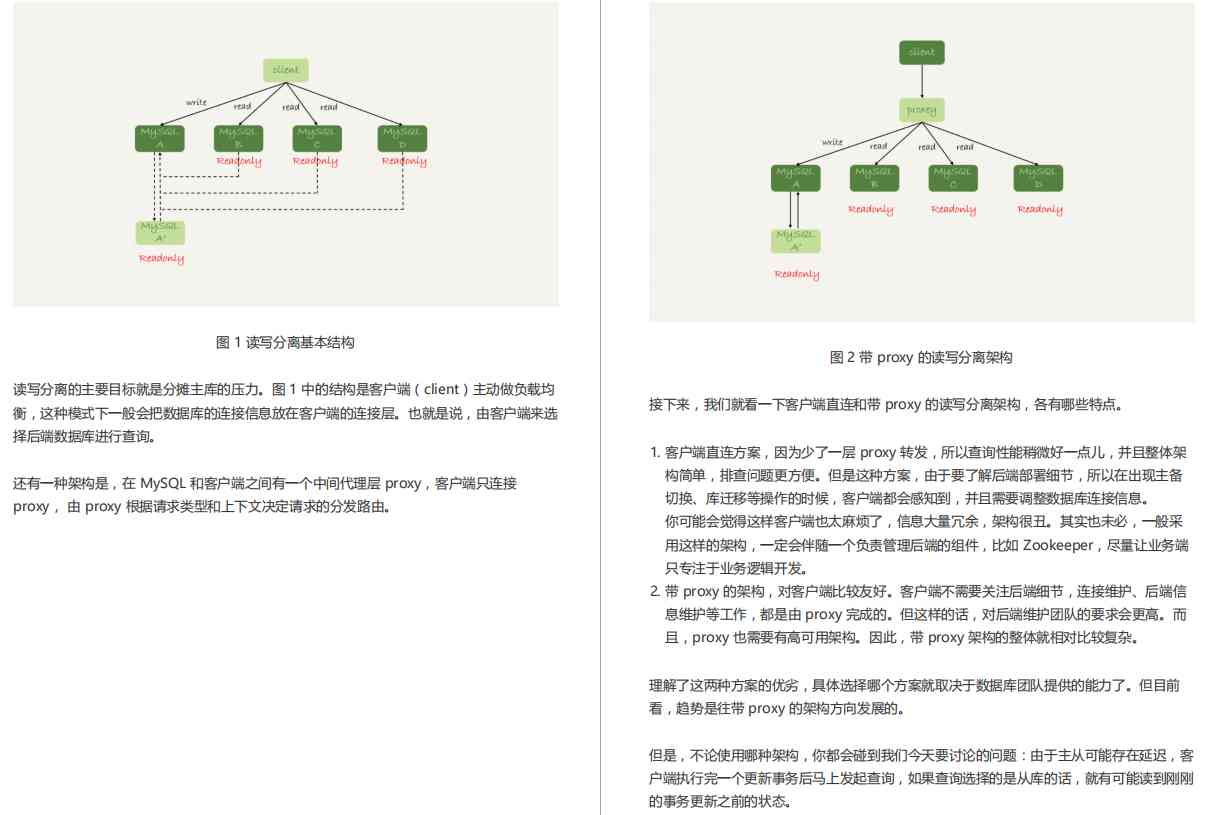 client
write
read
read
read
MySQL
A
MySQL
B
MySQL
C
MySQL
D
Readonly
Readonly
Readonly
MySQL
A'
Readonly
图 1 读写分离基本结构
读写分离的主要目标就是分摊主库的压力。图 1 中的结构是客户端（client）主动做负载均
衡，这种模式下一般会把数据库的连接信息放在客户端的连接层。也就是说，由客户端来选
择后端数据库进行查询。
还有一种架构是，在 MySQL 和客户端之间有一个中间代理层 proxy，客户端只连接
proxy， 由 proxy 根据请求类型和上下文决定请求的分发路由。
client
proxey
write
read
read
read
MySQL
A
MySQL
B
MySQL
C
MySQL
D
Readonly
Readonly
Readonly
MySQL
A'
Readonly
图 2 带 proxy 的读写分离架构
接下来，我们就看一下客户端直连和带 proxy 的读写分离架构，各有哪些特点。
1. 客户端直连方案，因为少了一层 proxy 转发，所以查询性能稍微好一点儿，并且整体架
构简单，排查问题更方便。但是这种方案，由于要了解后端部署细节，所以在出现主备
切换、库迁移等操作的时候，客户端都会感知到，并且需要调整数据库连接信息。
你可能会觉得这样客户端也太麻烦了，信息大量冗余，架构很丑。其实也未必，一般采
用这样的架构，一定会伴随一个负责管理后端的组件，比如 Zookeeper，尽量让业务端
只专注于业务逻辑开发。
2. 带 proxy 的架构，对客户端比较友好。客户端不需要关注后端细节，连接维护、后端信
息维护等工作，都是由 proxy 完成的。但这样的话，对后端维护团队的要求会更高。而
且，proxy 也需要有高可用架构。因此，带 proxy 架构的整体就相对比较复杂。
理解了这两种方案的优劣，具体选择哪个方案就取决于数据库团队提供的能力了。但目前
看，趋势是往带 proxy 的架构方向发展的。
但是，不论使用哪种架构，你都会碰到我们今天要讨论的问题：由于主从可能存在延迟，客
户端执行完一个更新事务后马上发起查询，如果查询选择的是从库的话，就有可能读到刚刚
的事务更新之前的状态。